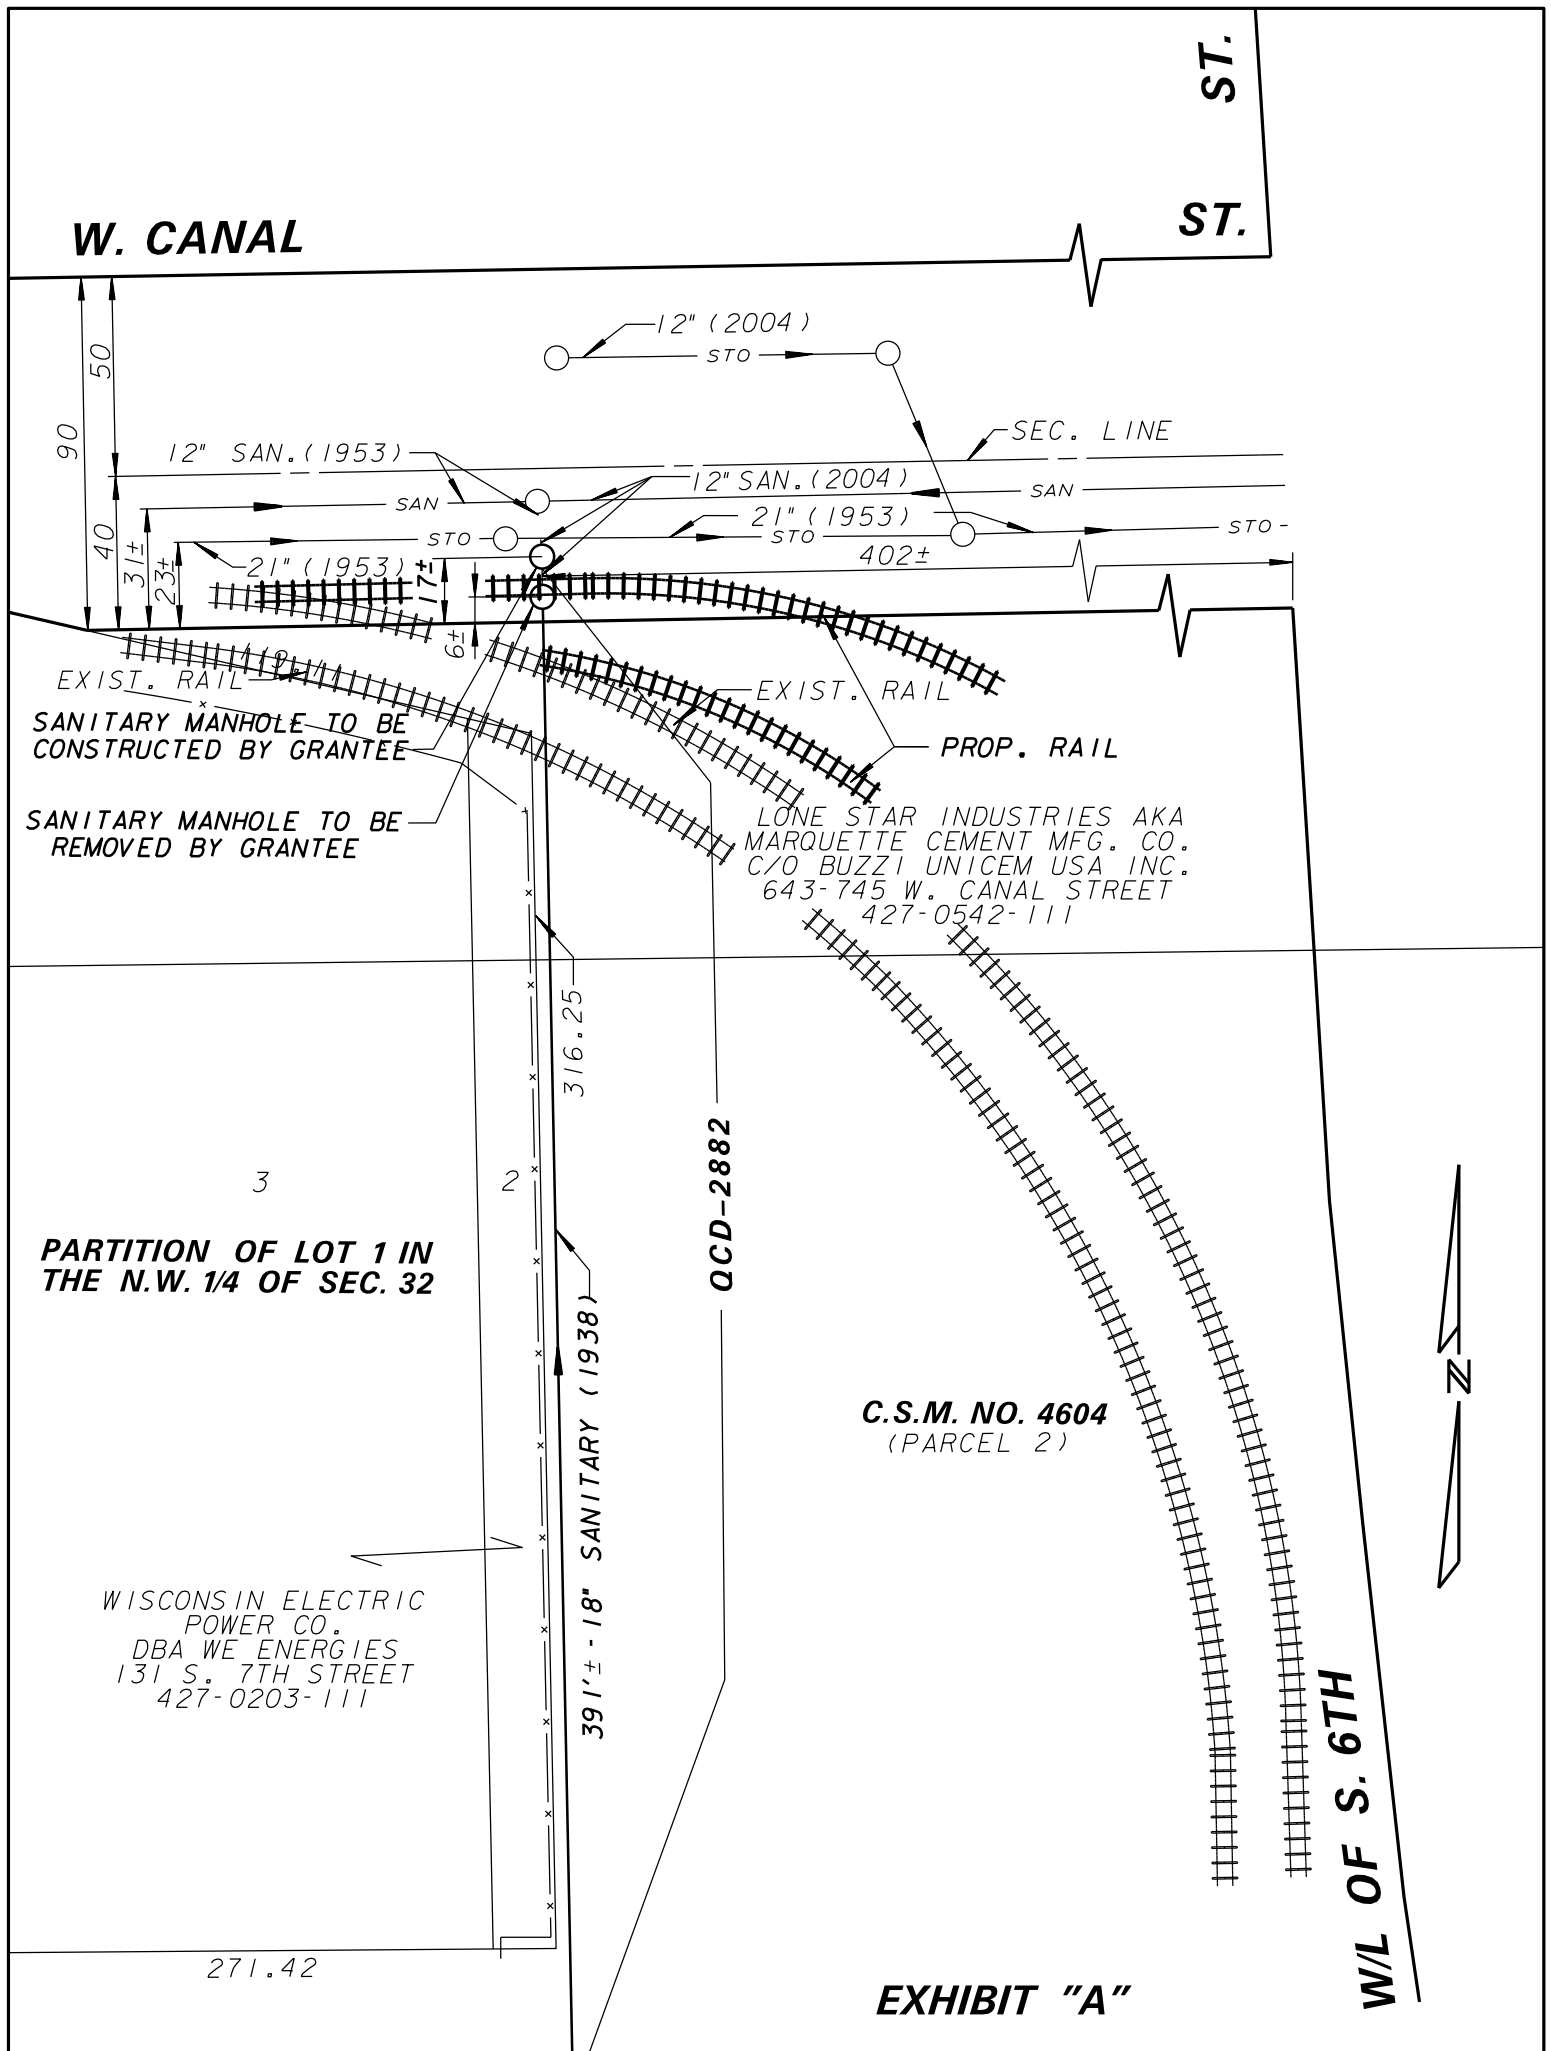 ST.
W. CANAL
ST.
12" (2004)
STO
50
90
SEC. LINE
12" SAN. (1953)
12" SAN. (2004)
SAN
SAN
21" (1953)
STO
STO
STO
40
31±
23±
21" (1953)
17±
402±
6±
EXIST. RAIL
EXIST. RAIL
SANITARY MANHOLE TO BE
CONSTRUCTED BY GRANTEE
PROP. RAIL
SANITARY MANHOLE TO BE
REMOVED BY GRANTEE
LONE STAR INDUSTRIES AKA
MARQUETTE CEMENT MFG. CO.
C/O BUZZI UNICEM USA INC.
643-745 W. CANAL STREET
427-0542-111
316.25
QCD-2882
3
2
PARTITION OF LOT 1 IN
THE N.W. 1/4 OF SEC. 32
391'± - 18" SANITARY (1938)
N
C.S.M. NO. 4604
(PARCEL 2)
WISCONSIN ELECTRIC
POWER CO.
DBA WE ENERGIES
131 S. 7TH STREET
427-0203-111
W/L OF S. 6TH
271.42
EXHIBIT "A"